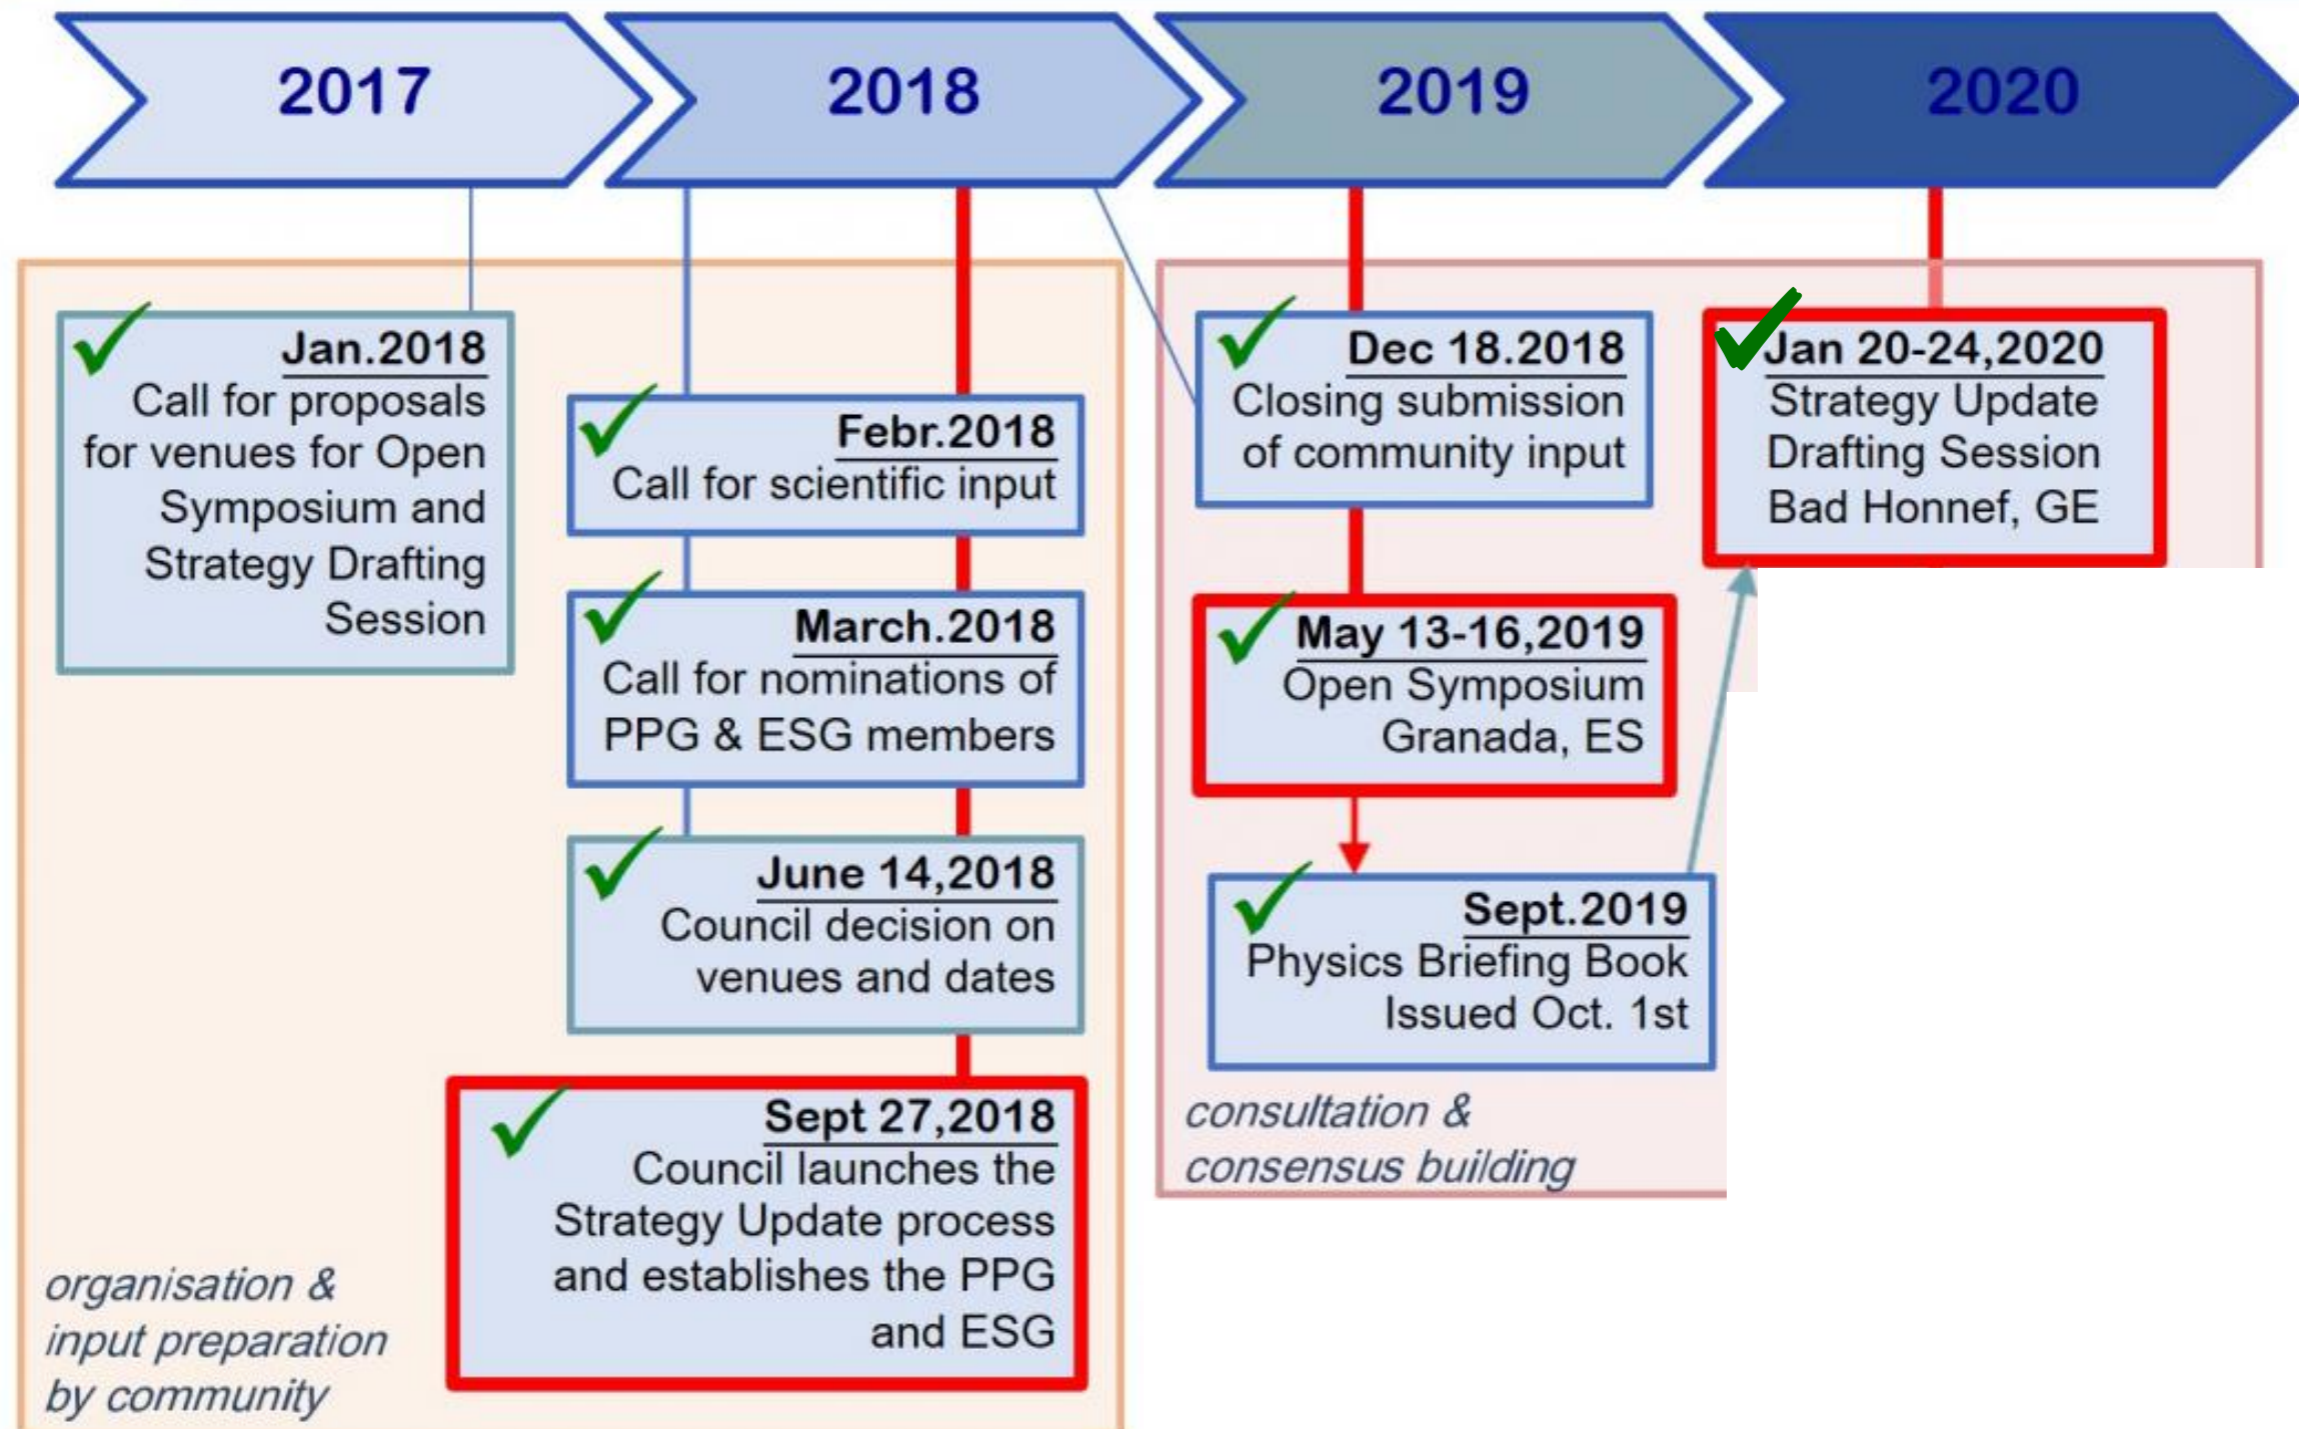 2017
2018
2019
2020
Jan.2018
Call for proposals
for venues for Open
Symposium and
Strategy Drafting
Session
Febr.2018
Call for scientific input
March.2018
Call for nominations of
PPG & ESG members
June 14,2018
Council decision on
venues and dates
Sept 27,2018
Council launches the
Strategy Update process
and establishes the PPG
and ESG
organisation &
input preparation
by community
Dec 18.2018
Closing submission
of community input
May 13-16,2019
Open Symposium
Granada, ES
Sept.2019
Physics Briefing Book
Issued Oct. 1st
consultation &
consensus building
Jan 20-24,2020
Strategy Update
Drafting Session
Bad Honnef, GE